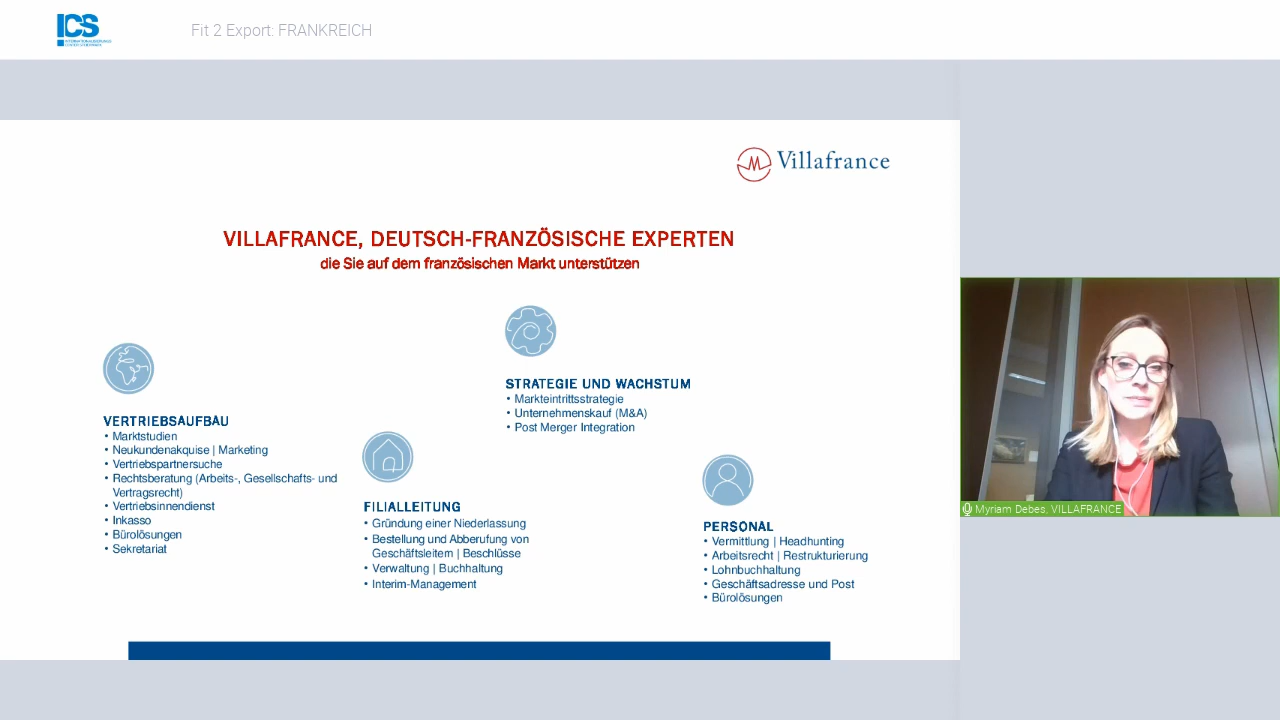 ICS
Fit 2 Export: FRANKREICH
Villafrance
VILLAFRANCE, DEUTSCH-FRANZÖSISCHE EXPERTEN
die Sie auf dem französischen Markt unterstützen
VERTRIEBSAUFBAU
• Marktstudien
• Neukundenakquise | Marketing
• Vertriebspartnersuche
• Rechtsberatung (Arbeits-, Gesellschafts- und
Vertragsrecht)
• Vertriebsinnendienst
• Inkasso
• Bürolösungen
• Sekretariat
FILIALLEITUNG
• Gründung einer Niederlassung
• Bestellung und Abberufung von
Geschäftsleitern | Beschlüsse
• Verwaltung | Buchhaltung
• Interim-Management
STRATEGIE UND WACHSTUM
• Markteintrittsstrategie
• Unternehmenskauf (M&A)
• Post Merger Integration
PERSONAL
• Vermittlung | Headhunting
• Arbeitsrecht | Restrukturierung
• Lohnbuchhaltung
• Geschäftsadresse und Post
• Bürolösungen
Myriam Debes, VILLAFRANCE